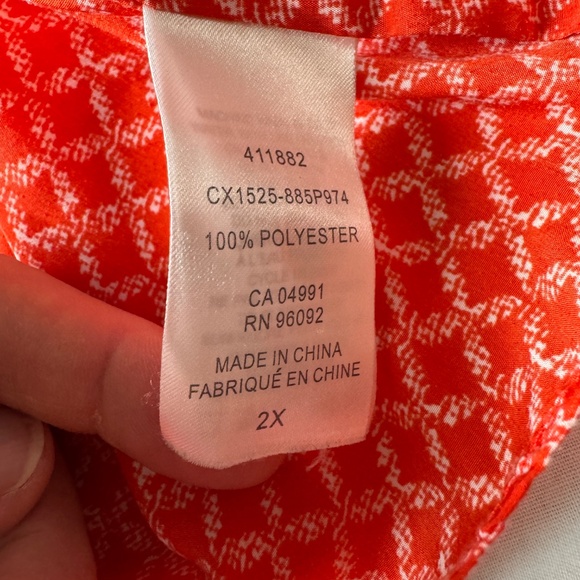 411882
CX1525-885P974
100% POLYESTER
CA 04991
RN 96092
MADE IN CHINA
FABRIQUÉ EN CHINE
2X